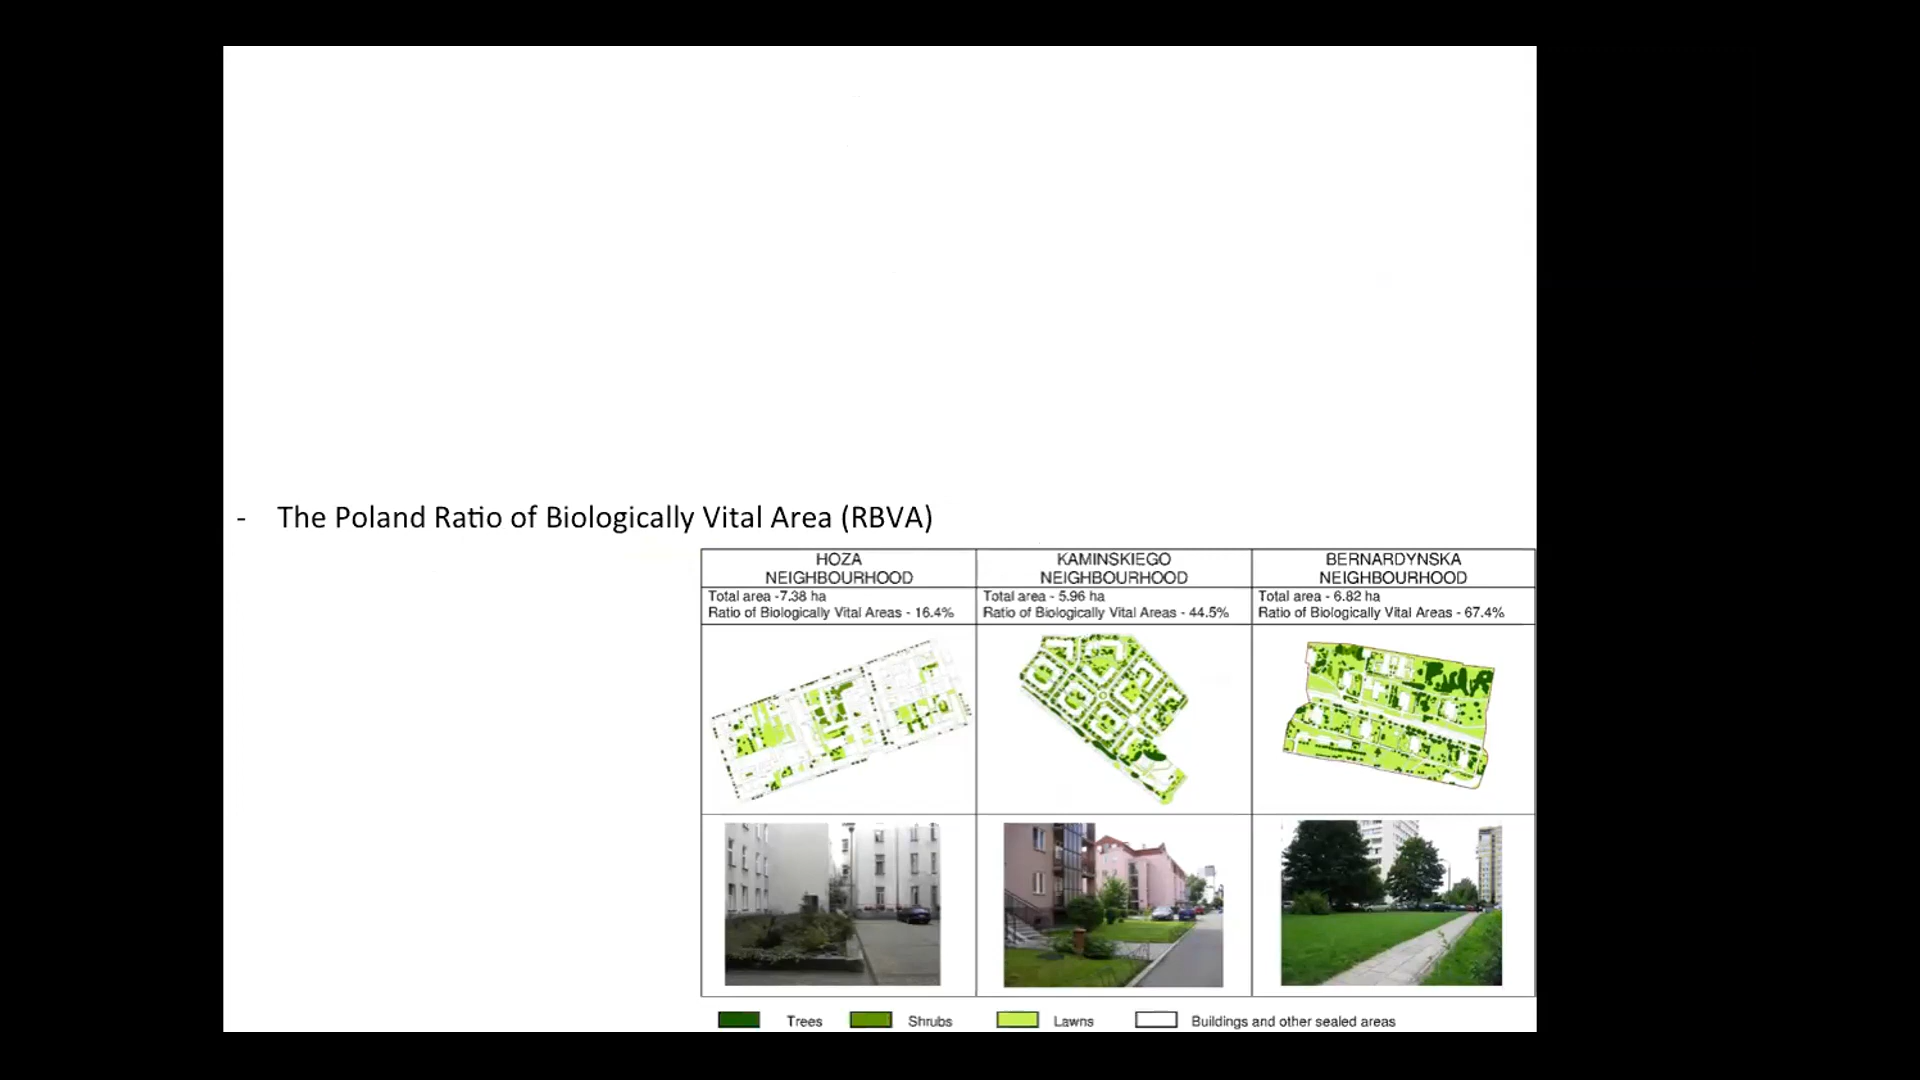 - The Poland Ratio of Biologically Vital Area (RBVA)
HOZA
NEIGHBOURHOOD
Total area -7.38 ha
Ratio of Biologically Vital Areas - 16.4%
KAMINSKIEGO
NEIGHBOURHOOD
Total area - 5.96 ha
Ratio of Biologically Vital Areas - 44.5%
BERNARDYNSKA
NEIGHBOURHOOD
Total area - 6.82 ha
Ratio of Biologically Vital Areas - 67.4%
Trees
Shrubs
Lawns
Buildings and other sealed areas